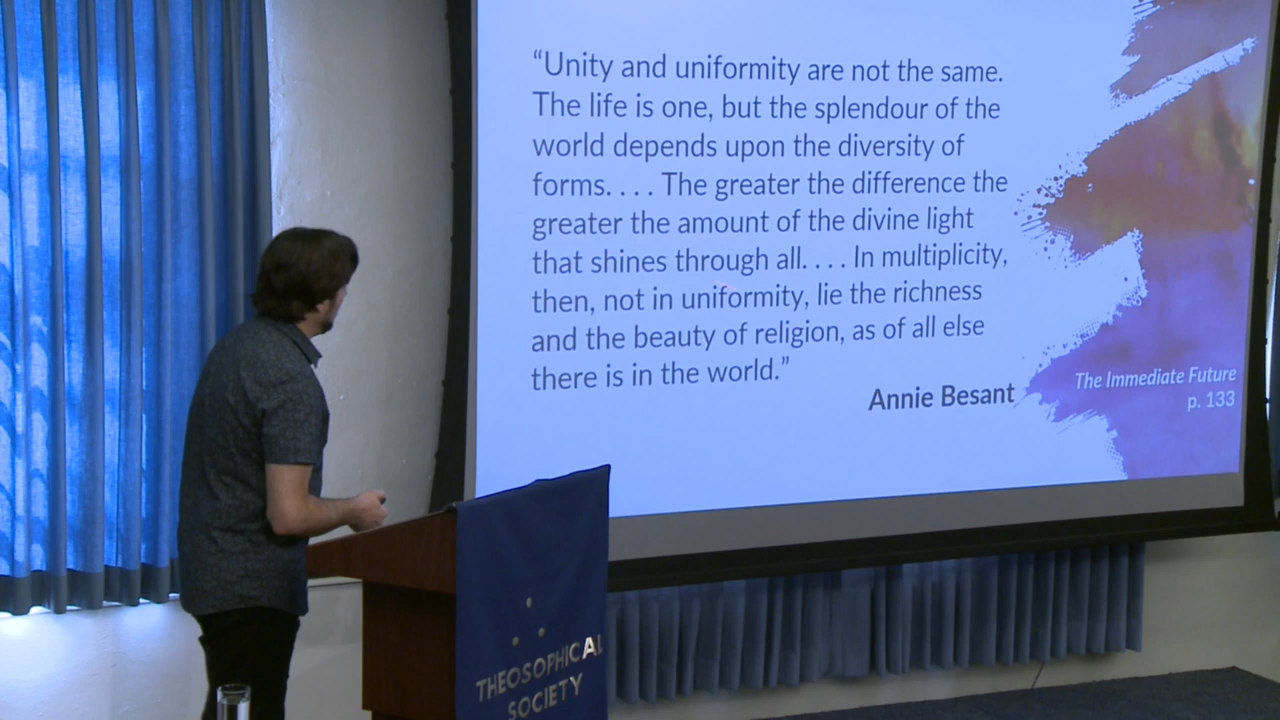 “Unity and uniformity are not the same.
The life is one, but the splendour of the
world depends upon the diversity of
forms. . . . The greater the difference the
greater the amount of the divine light
that shines through all. . . . In multiplicity,
then, not in uniformity, lie the richness
and the beauty of religion, as of all else
there is in the world.”
Annie Besant
The Immediate Future
p. 133
THEOSOPHICAL
SOCIETY